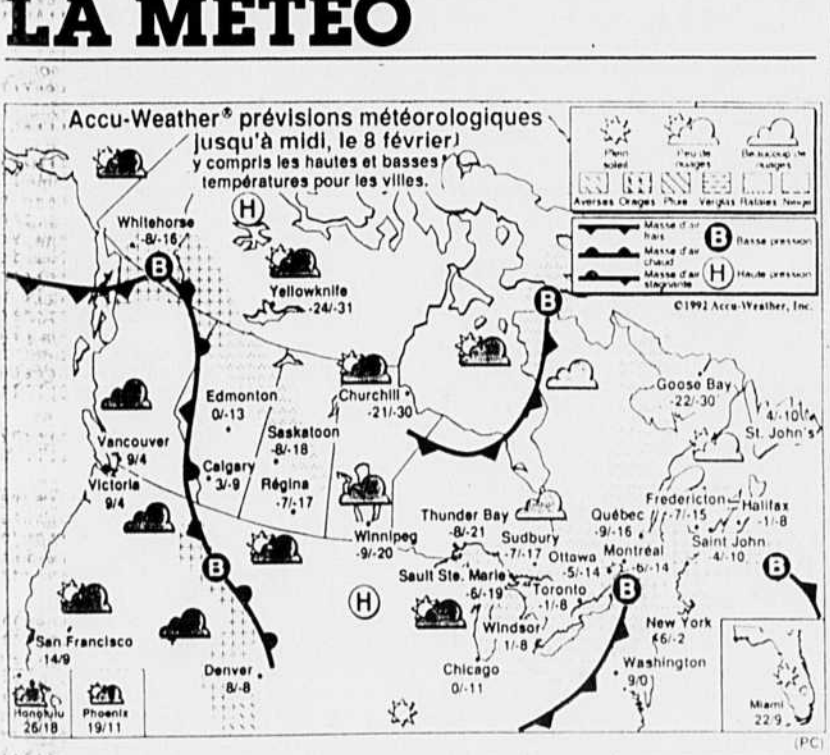 LA MÉTÉO
Accu-Weather® prévisions météorologiques
Jusqu'à midi, le 8 février
y compris les hautes et basses
températures pour les villes.
Plein soleil
Peu de nuages
Beaucoup de nuages
Averses Orages Pluie Verglas Rafales Neige
Masse d'air frais
Masse d'air chaud
Masse d'air stagnante
B Basse pression
H Haute pression
©1992 Accu-Weather, Inc.
H
Whitehorse
-8/-16
B
Yellowknife
-24/-31
B
Edmonton
0/-13
Churchill
-21/-30
Goose Bay
-22/-30
4/-10
St. John's
Saskatoon
-8/-18
Vancouver
9/4
Calgary
3/-9
Victoria
9/4
Régina
-7/-17
Winnipeg
-9/-20
Thunder Bay
-8/-21
Sudbury
-7/-17
Québec
-9/-16
Fredericton
-7/-15
Halifax
-1/-8
Saint John
4/-10
Ottawa
-5/-14
Montréal
-6/-14
B
Sault Ste. Marie
-6/-19
Toronto
-1/-8
B
B
H
Windsor
1/-8
New York
6/-2
San Francisco
14/9
Denver
8/-8
Chicago
0/-11
Washington
9/0
Honolulu
26/18
Phoenix
19/11
Miami
22/9
(PC)